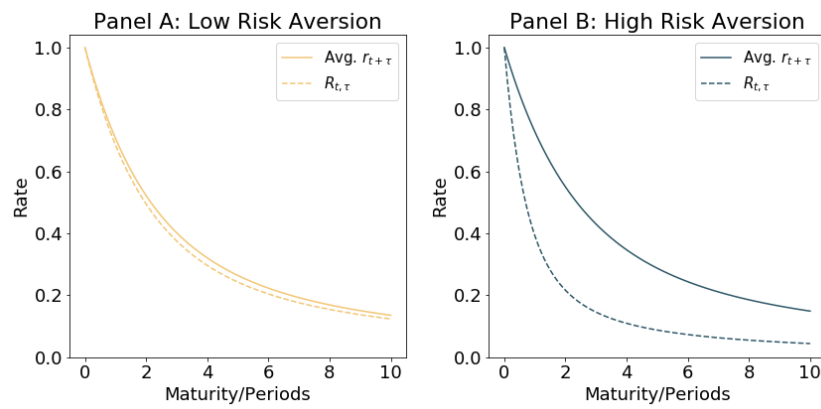 Panel A: Low Risk Aversion
1.0
0.8
0.6
0.4
0.2
0.0
Rate
Avg. r_{t+τ}
R_{t,τ}
0 2 4 6 8 10
Maturity/Periods
Panel B: High Risk Aversion
1.0
0.8
0.6
0.4
0.2
0.0
Rate
Avg. r_{t+τ}
R_{t,τ}
0 2 4 6 8 10
Maturity/Periods